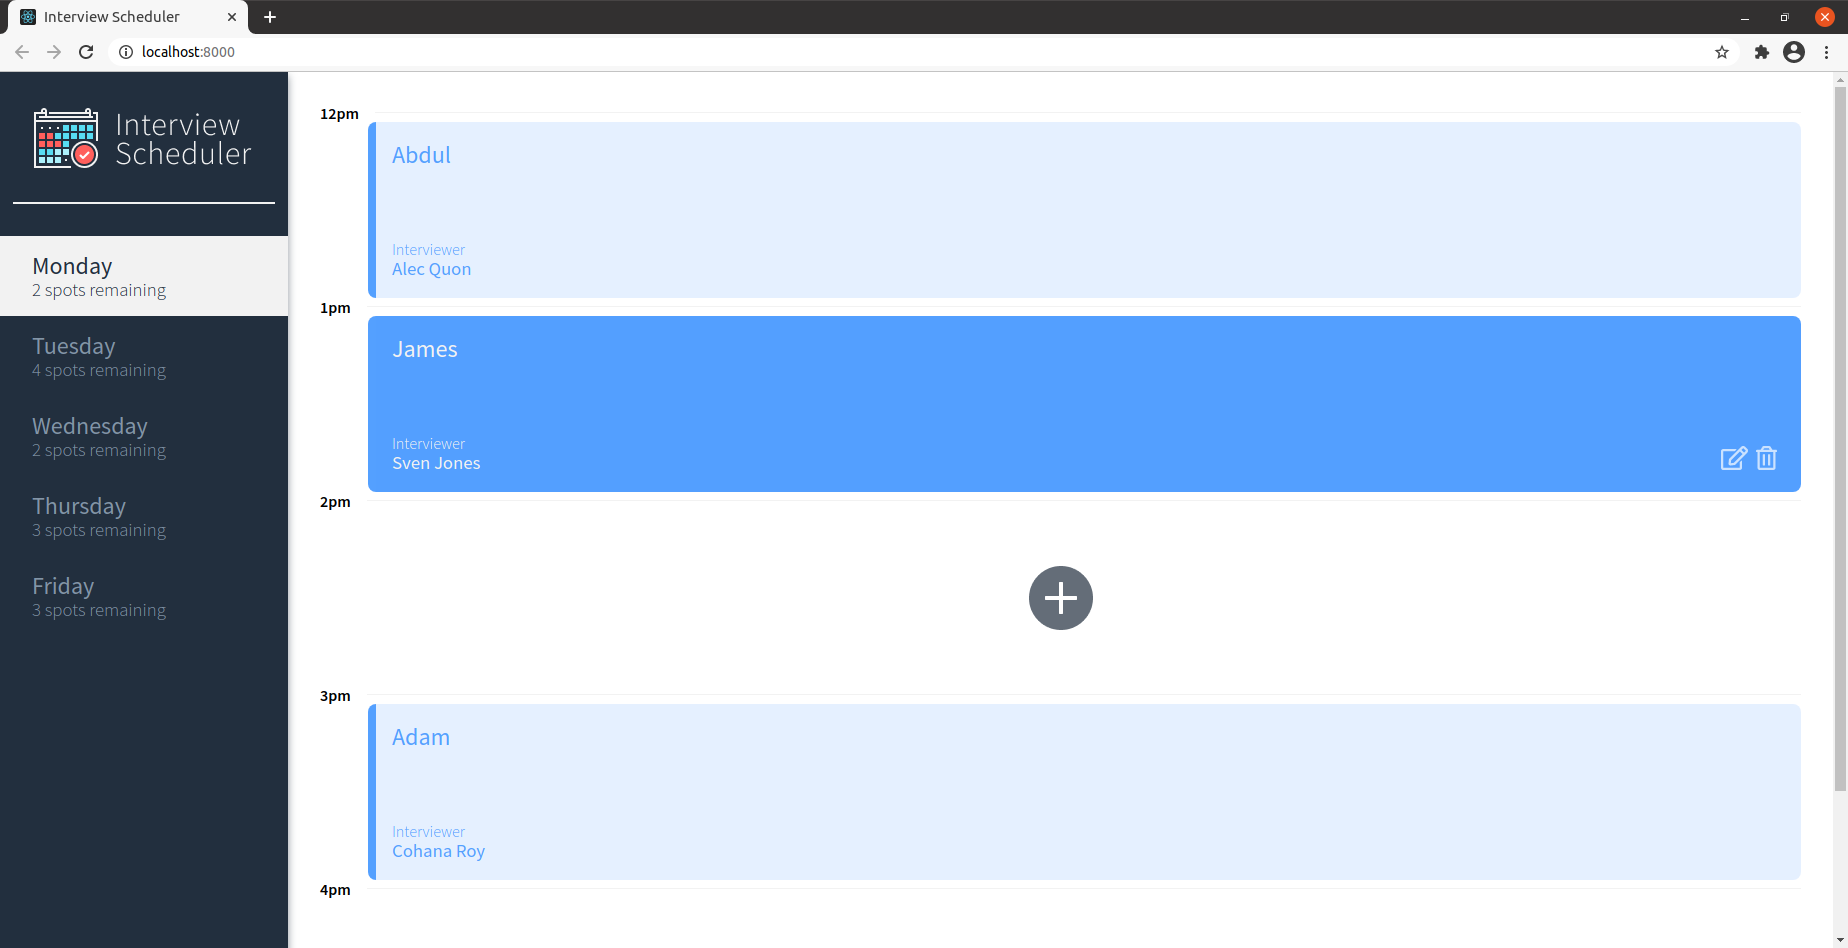 Interview Scheduler
localhost:8000
Interview
Scheduler
Monday
2 spots remaining
Tuesday
4 spots remaining
Wednesday
2 spots remaining
Thursday
3 spots remaining
Friday
3 spots remaining
12pm
Abdul
Interviewer
Alec Quon
1pm
James
Interviewer
Sven Jones
2pm
3pm
Adam
Interviewer
Cohana Roy
4pm